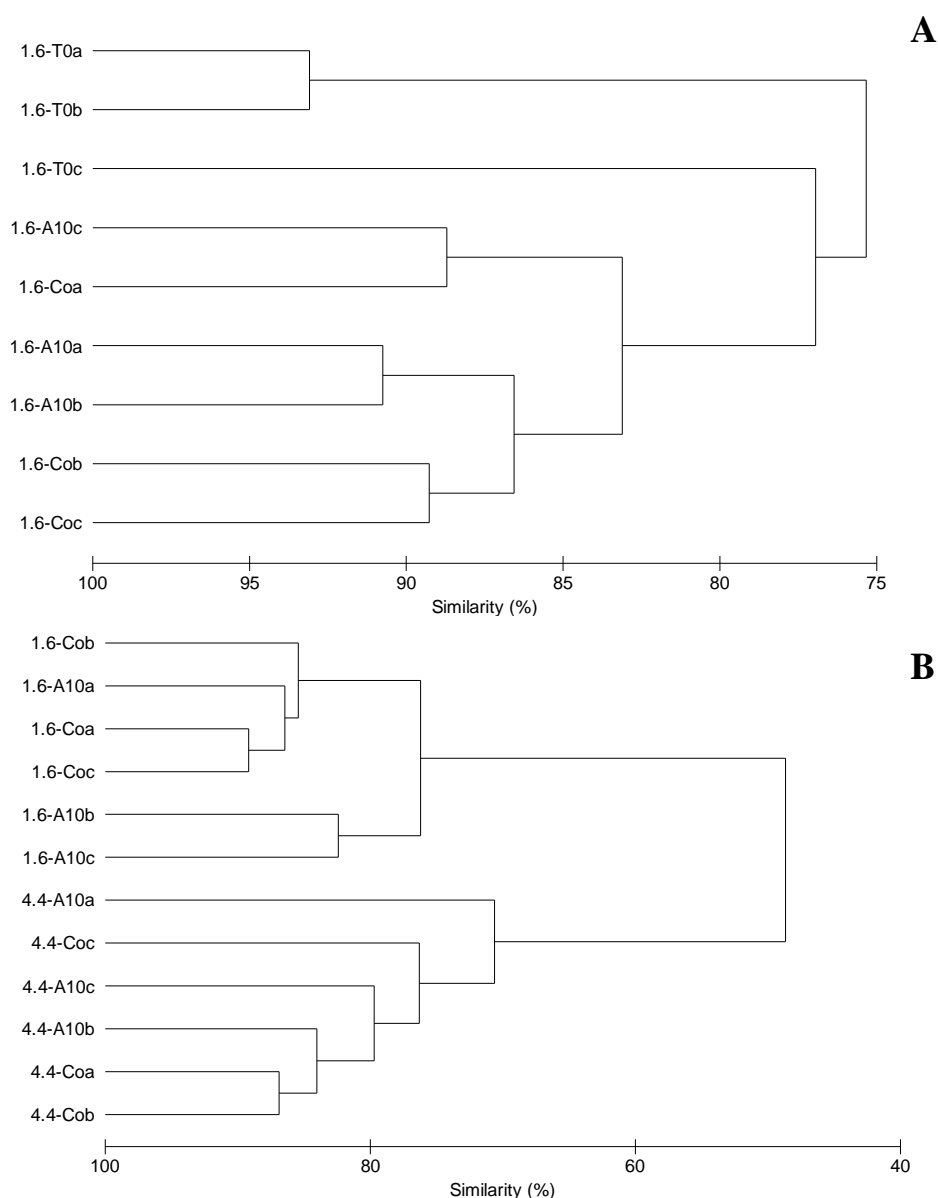 A
1.6-T0a
1.6-T0b
1.6-T0c
1.6-A10c
1.6-Coa
1.6-A10a
1.6-A10b
1.6-Cob
1.6-Coc
100 95 90 85 80 75
Similarity (%)
B
1.6-Cob
1.6-A10a
1.6-Coa
1.6-Coc
1.6-A10b
1.6-A10c
4.4-A10a
4.4-Coc
4.4-A10c
4.4-A10b
4.4-Coa
4.4-Cob
100 80 60 40
Similarity (%)